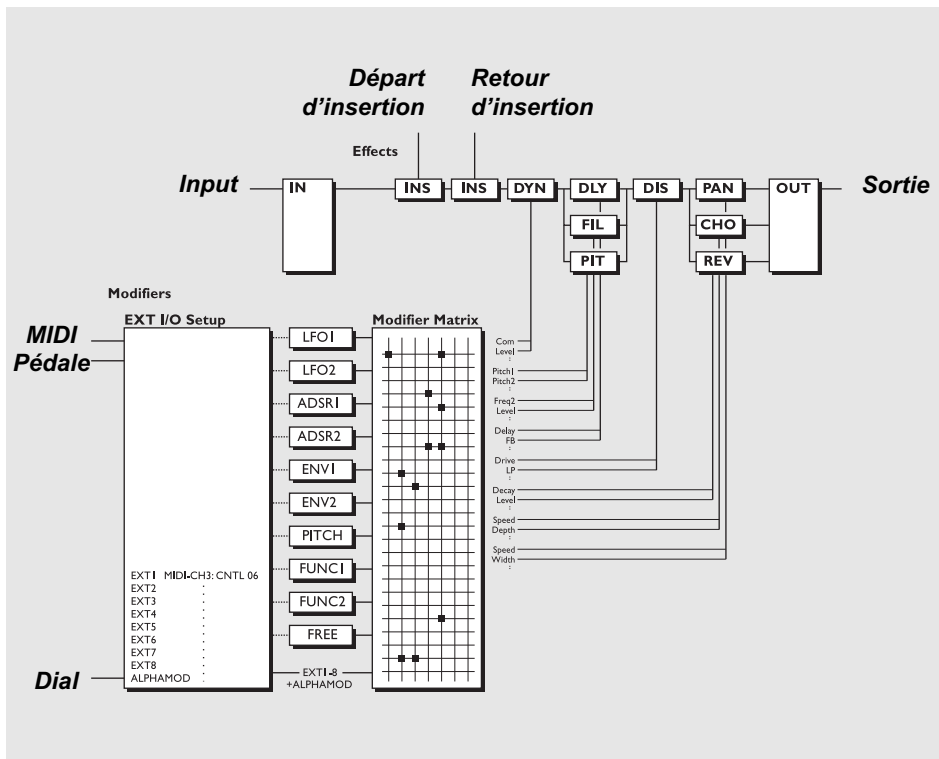 Départ
d'insertion
Retour
d'insertion
Effects
Input
IN
INS
INS
DYN
DLY
DIS
PAN
OUT
Sortie
FIL
CHO
PIT
REV
Modifiers
EXT I/O Setup
Modifier Matrix
MIDI
Pédale
LFO1
LFO2
ADSR1
ADSR2
ENV1
ENV2
PITCH
FUNC1
FUNC2
FREE
EXT1-8
+ALPHAMOD
Com
Level
:
Pitch1
Pitch2
:
Freq2
Level
:
Delay
FB
:
Drive
LP
:
Decay
Level
:
Speed
Depth
:
Speed
Width
:
EXT1 MIDI-CH3: CNTL 06
EXT2 :
EXT3 :
EXT4 :
EXT5 :
EXT6 :
EXT7 :
EXT8 :
ALPHAMOD :
Dial